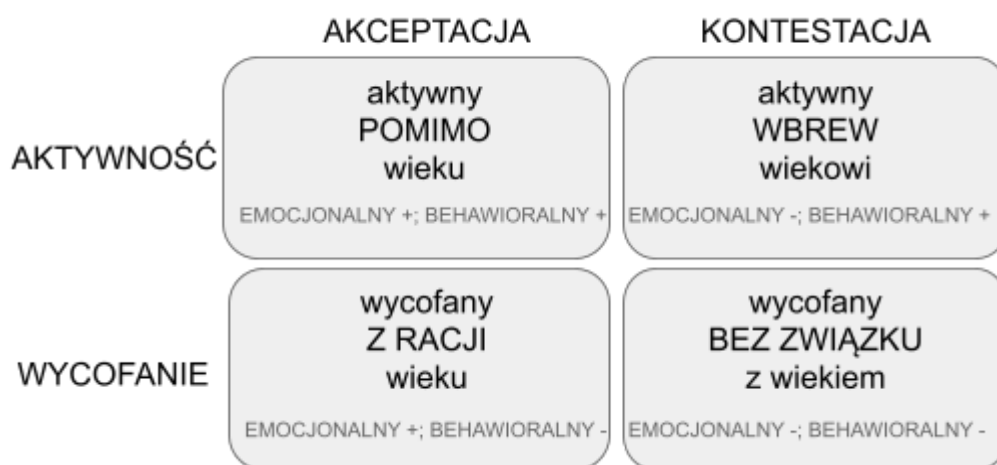 AKCEPTACJA KONTESTACJA
AKTYWNOŚĆ
aktywny
POMIMO
wieku
EMOCJONALNY +; BEHAWIORALNY +
aktywny
WBREW
wiekowi
EMOCJONALNY -; BEHAWIORALNY +
WYCOFANIE
wycofany
Z RACJI
wieku
EMOCJONALNY +; BEHAWIORALNY -
wycofany
BEZ ZWIĄZKU
z wiekiem
EMOCJONALNY -; BEHAWIORALNY -